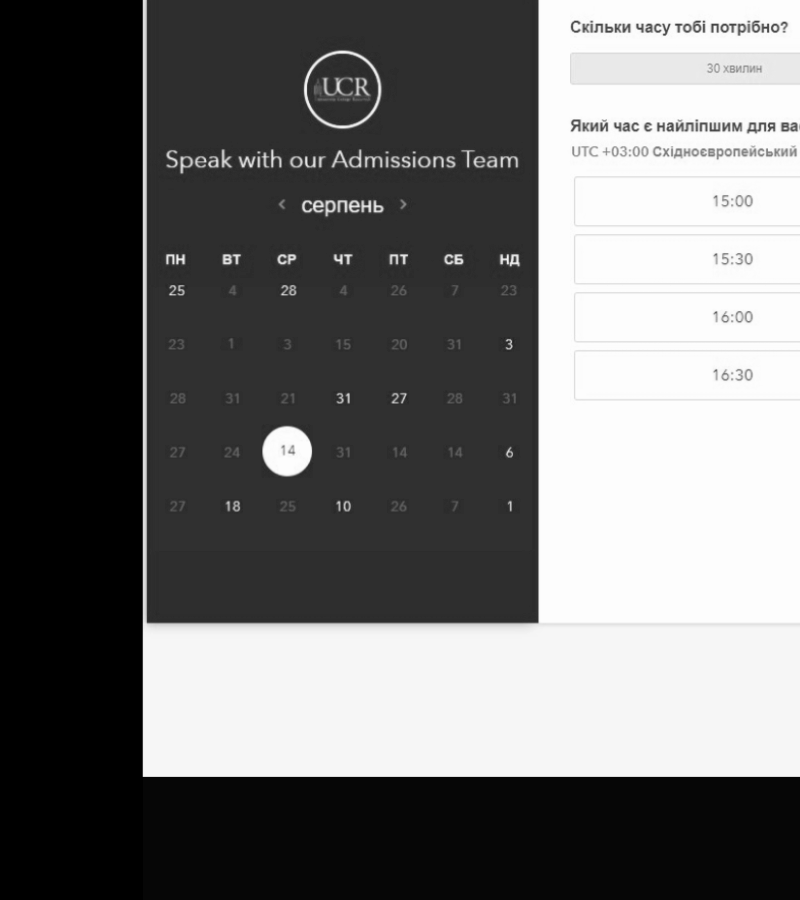 UCR
Speak with our Admissions Team
‹ серпень ›
ПН ВТ СР ЧТ ПТ СБ НД
25 4 28 4 26 7 23
23 1 3 15 20 31 3
28 31 21 31 27 28 31
27 24 14 31 14 14 6
27 18 25 10 26 7 1
Скільки часу тобі потрібно?
30 хвилин
Який час є найліпшим для ва
UTC +03:00 Східноєвропейський
15:00
15:30
16:00
16:30